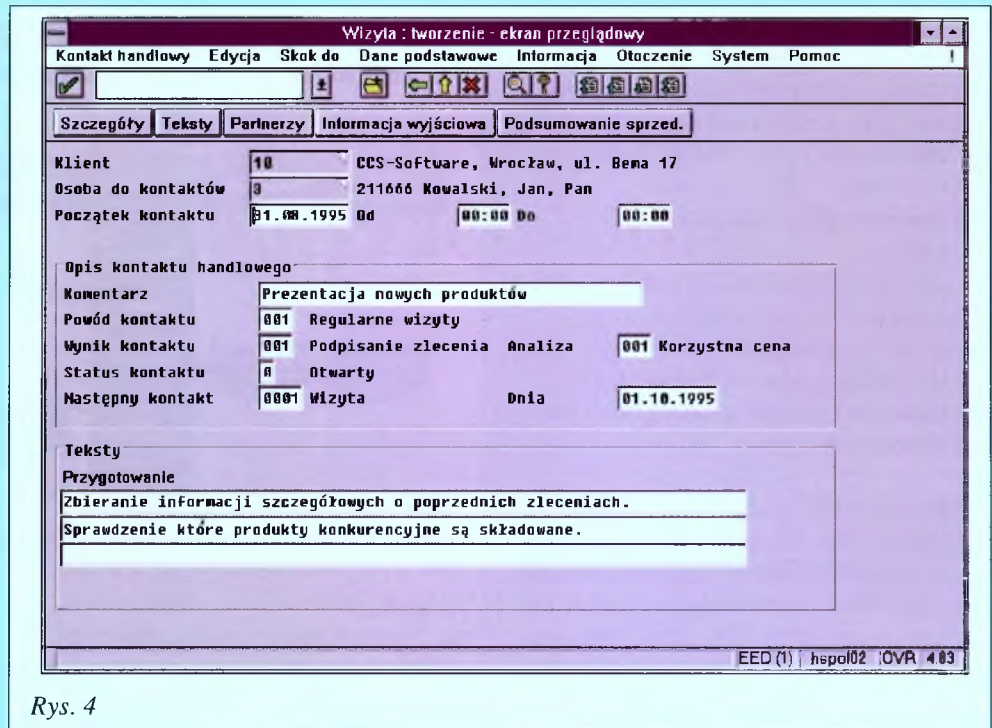 Wizyta : tworzenie - ekran przeglądowy
Kontakt handlowy Edycja Skok do Dane podstawowe Informacja Otoczenie System Pomoc
Szczegóły Teksty Partnerzy Informacja wyjściowa Podsumowanie sprzed.
Klient 10 CCS-Software, Wrocław, ul. Bema 17
Osoba do kontaktów 3 211666 Kowalski, Jan, Pan
Początek kontaktu .1995 Od 00:00 Do 00:00
Opis kontaktu handlowego
Komentarz Prezentacja nowych produktów
Powód kontaktu 001 Regularne wizyty
Wynik kontaktu 001 Podpisanie zlecenia Analiza 001 Korzystna cena
Status kontaktu 0 Otwarty
Następny kontakt 0001 Wizyta Dnia 01.10.1995
Teksty
Przygotowanie
Zbieranie informacji szczegółowych o poprzednich zleceniach.
Sprawdzenie które produkty konkurencyjne są składowane.
EED (1) hspol02 OVR 4.03
Rys. 4